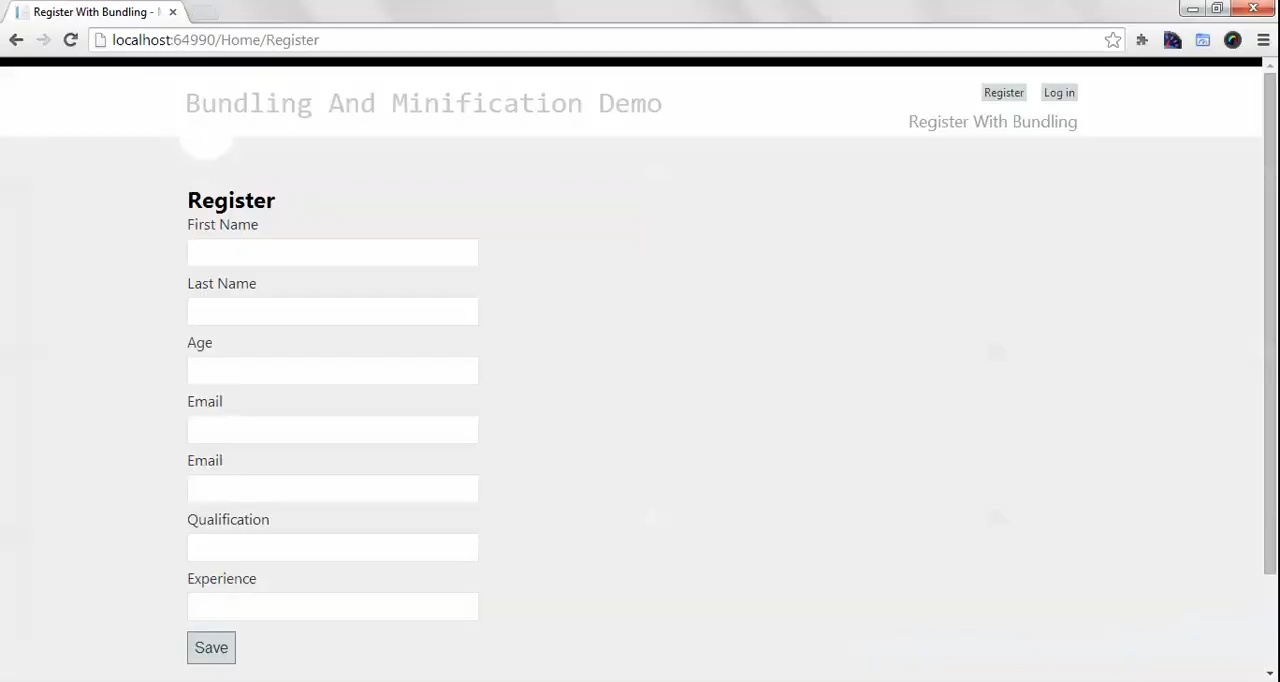 Register With Bundling -
localhost:64990/Home/Register
Bundling And Minification Demo
Register
Log in
Register With Bundling
Register
First Name
Last Name
Age
Email
Email
Qualification
Experience
Save